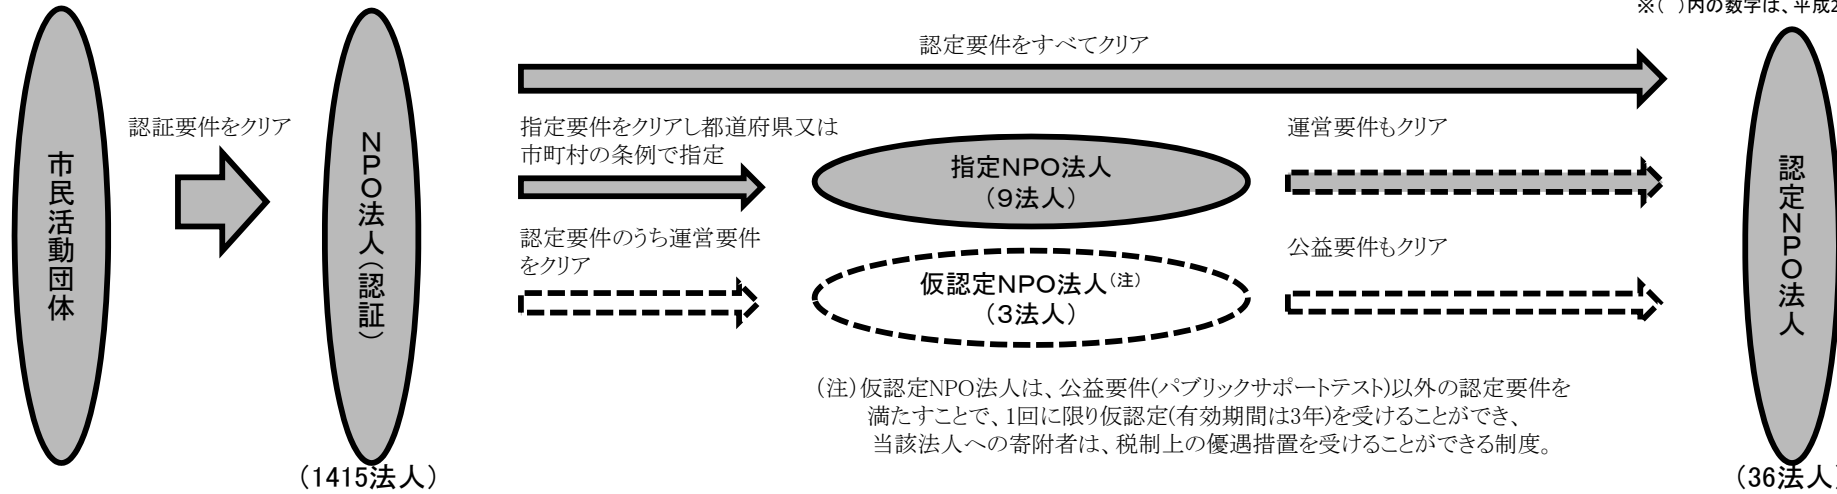 ※(　)内の数字は、平成2
認定要件をすべてクリア
市民活動団体
認証要件をクリア
NPO法人(認証)
(1415法人)
指定要件をクリアし都道府県又は
市町村の条例で指定
指定NPO法人
(9法人)
運営要件もクリア
認定要件のうち運営要件
をクリア
仮認定NPO法人(注)
(3法人)
公益要件もクリア
認定NPO法人
(36法人)
(注)仮認定NPO法人は、公益要件(パブリックサポートテスト)以外の認定要件を
満たすことで、1回に限り仮認定(有効期間は3年)を受けることができ、
当該法人への寄附者は、税制上の優遇措置を受けることができる制度。